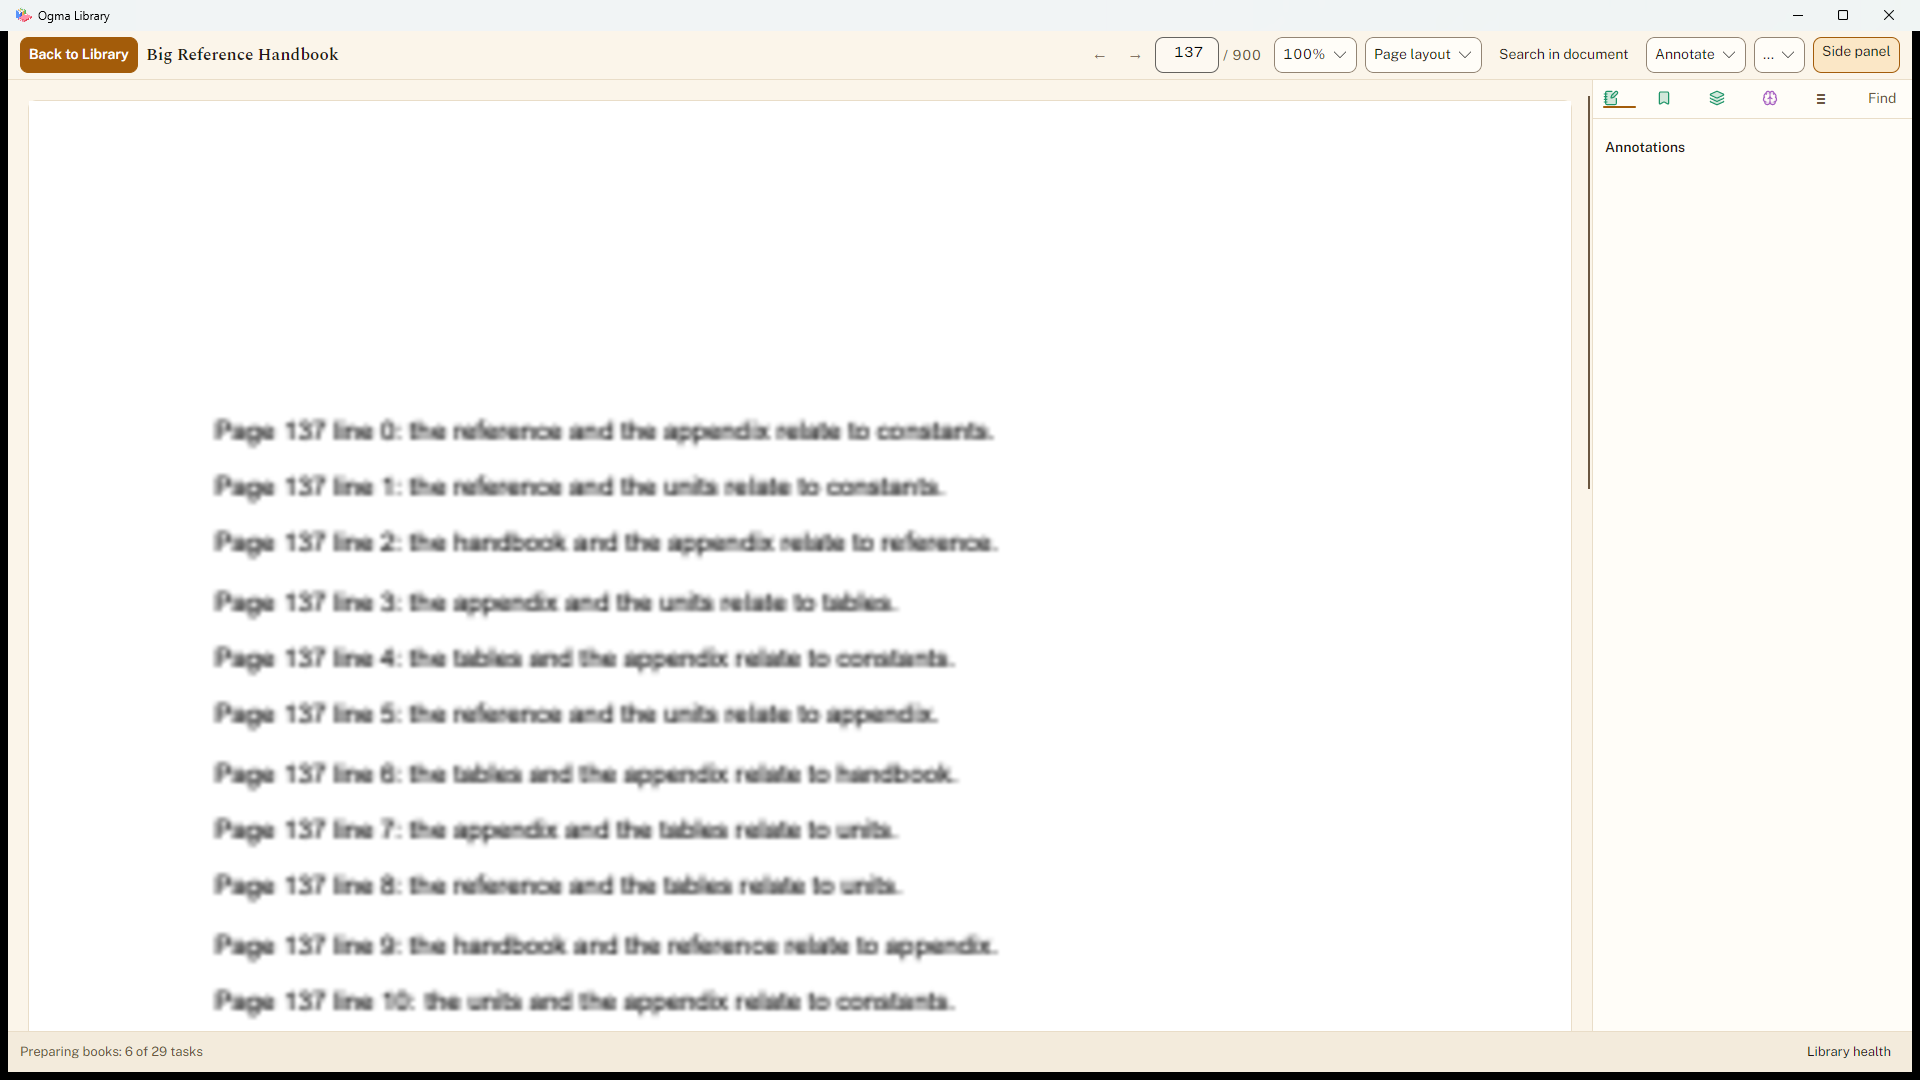 Ogma Library
Back to Library Big Reference Handbook ← → 137 / 900 100% Page layout Search in document Annotate ... Side panel
Find
Annotations
Page 137 line 0: the reference and the appendix relate to constants.
Page 137 line 1: the reference and the units relate to constants.
Page 137 line 2: the handbook and the appendix relate to reference.
Page 137 line 3: the appendix and the units relate to tables.
Page 137 line 4: the tables and the appendix relate to constants.
Page 137 line 5: the reference and the units relate to appendix.
Page 137 line 6: the tables and the appendix relate to handbook.
Page 137 line 7: the appendix and the tables relate to units.
Page 137 line 8: the reference and the tables relate to units.
Page 137 line 9: the handbook and the reference relate to appendix.
Page 137 line 10: the units and the appendix relate to constants.
Preparing books: 6 of 29 tasks
Library health